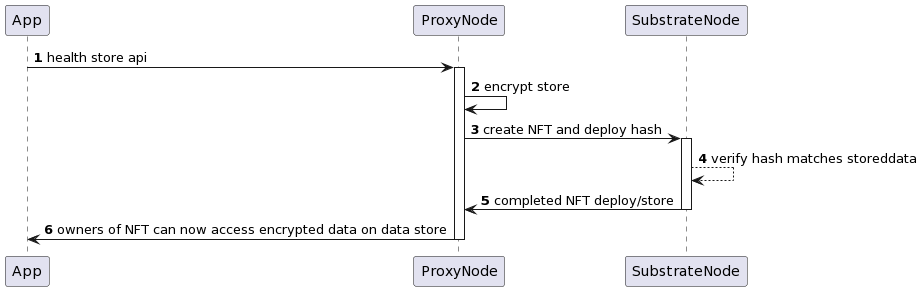 App ProxyNode SubstrateNode
1 health store api
2 encrypt store
3 create NFT and deploy hash
4 verify hash matches storeddata
5 completed NFT deploy/store
6 owners of NFT can now access encrypted data on data store
App ProxyNode SubstrateNode